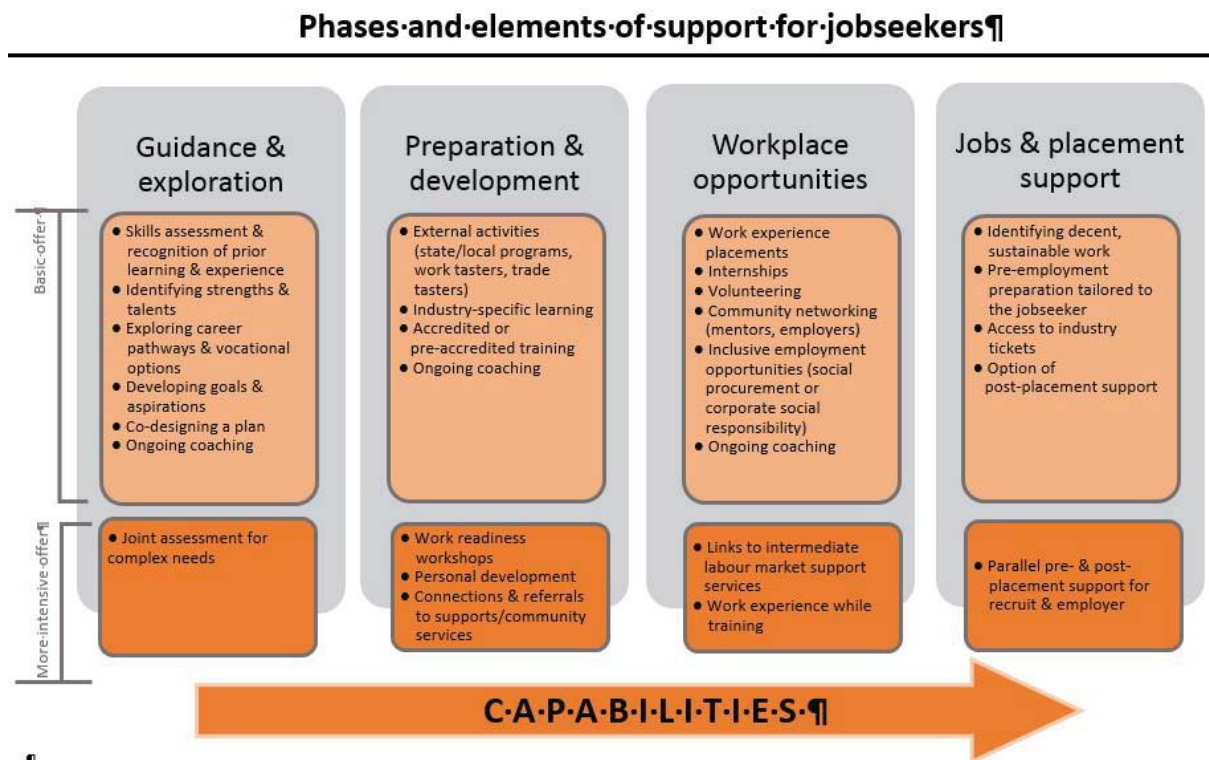 Phases·and·elements·of·support·for·jobseekers¶
Guidance &
exploration
Preparation &
development
Workplace
opportunities
Jobs & placement
support
Basic·offer·¶
● Skills assessment &
recognition of prior
learning & experience
● Identifying strengths &
talents
● Exploring career
pathways & vocational
options
● Developing goals &
aspirations
● Co-designing a plan
● Ongoing coaching
● External activities
(state/local programs,
work tasters, trade
tasters)
● Industry-specific learning
● Accredited or
pre-accredited training
● Ongoing coaching
● Work experience
placements
● Internships
● Volunteering
● Community networking
(mentors, employers)
● Inclusive employment
opportunities (social
procurement or
corporate social
responsibility)
● Ongoing coaching
● Identifying decent,
sustainable work
● Pre-employment
preparation tailored to
the jobseeker
● Access to industry
tickets
● Option of
post-placement support
More·intensive·offer¶
● Joint assessment for
complex needs
● Work readiness
workshops
● Personal development
● Connections & referrals
to supports/community
services
● Links to intermediate
labour market support
services
● Work experience while
training
● Parallel pre- & post-
placement support for
recruit & employer
C·A·P·A·B·I·L·I·T·I·E·S·¶
¶